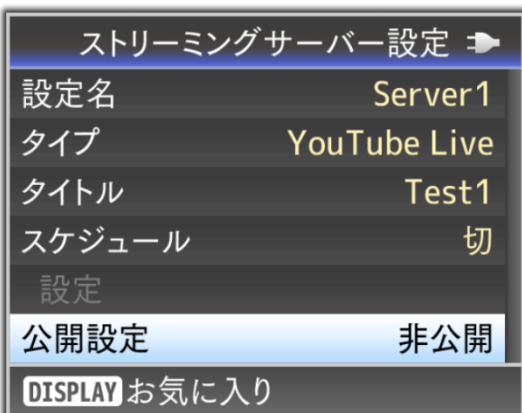 ストリーミングサーバー設定
設定名 Server1
タイプ YouTube Live
タイトル Test1
スケジュール 切
設定
公開設定 非公開
DISPLAY お気に入り